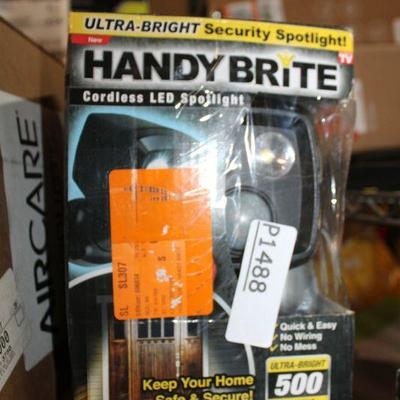 ULTRA-BRIGHT Security Spotlight!
New
TV
HANDY BRITE
Cordless LED Spotlight
AIRCARE
SL SL307
P1488
Quick & Easy
No Wiring
No Mess
ULTRA-BRIGHT
500
Keep Your Home
Safe & Secure!